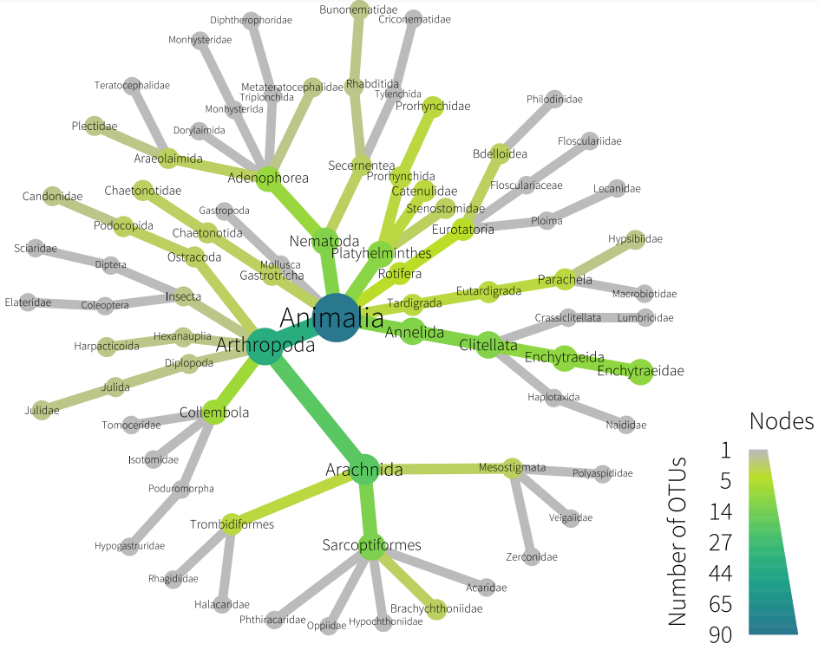 Bunonematidae
Diphtherophoridae
Criconematidae
Monhysteridae
Teratocephalidae
Metarateratocephalidae
Rhabditida
Triplonchida
Tylenchida
Philodinidae
Prorhynchidae
Monhysterida
Plectidae
Dorylaimida
Flosculariidae
Araeolaimida
Bdelloidea
Secernentea
Adenophorea
Prorhynchida
Flosculariaceae
Lecanidae
Chaetonotidae
Catenulidae
Candonidae
Gastropoda
Stenostomidae
Ploima
Podocopida
Chaetonotida
Eurotatoria
Nematoda
Hypsibiidae
Sciaridae
Platyhelminthes
Ostracoda
Diptera
Mollusca
Gastrotricha
Rotifera
Parachela
Eutardigrada
Macrobiotidae
Insecta
Elateridae
Coleoptera
Tardigrada
Animalia
Crassiclitellata
Lumbricidae
Annelida
Hexanauplia
Harpacticoida
Arthropoda
Clitellata
Enchytraeida
Diplopoda
Enchytraeidae
Julida
Haplotaxida
Julidae
Collembola
Tomoceridae
Naididae
Nodes
Isotomidae
Arachnida
Mesostigmata
Polyaspididae
Poduromorpha
Trombidiformes
Veigaiidae
Hypogastruridae
Sarcoptiformes
Zerconidae
Rhagidiidae
Acaridae
Halacaridae
Brachychthoniidae
Phthiracaridae
Oppiidae
Hypochthoniidae
Number of OTUs
1
5
14
27
44
65
90